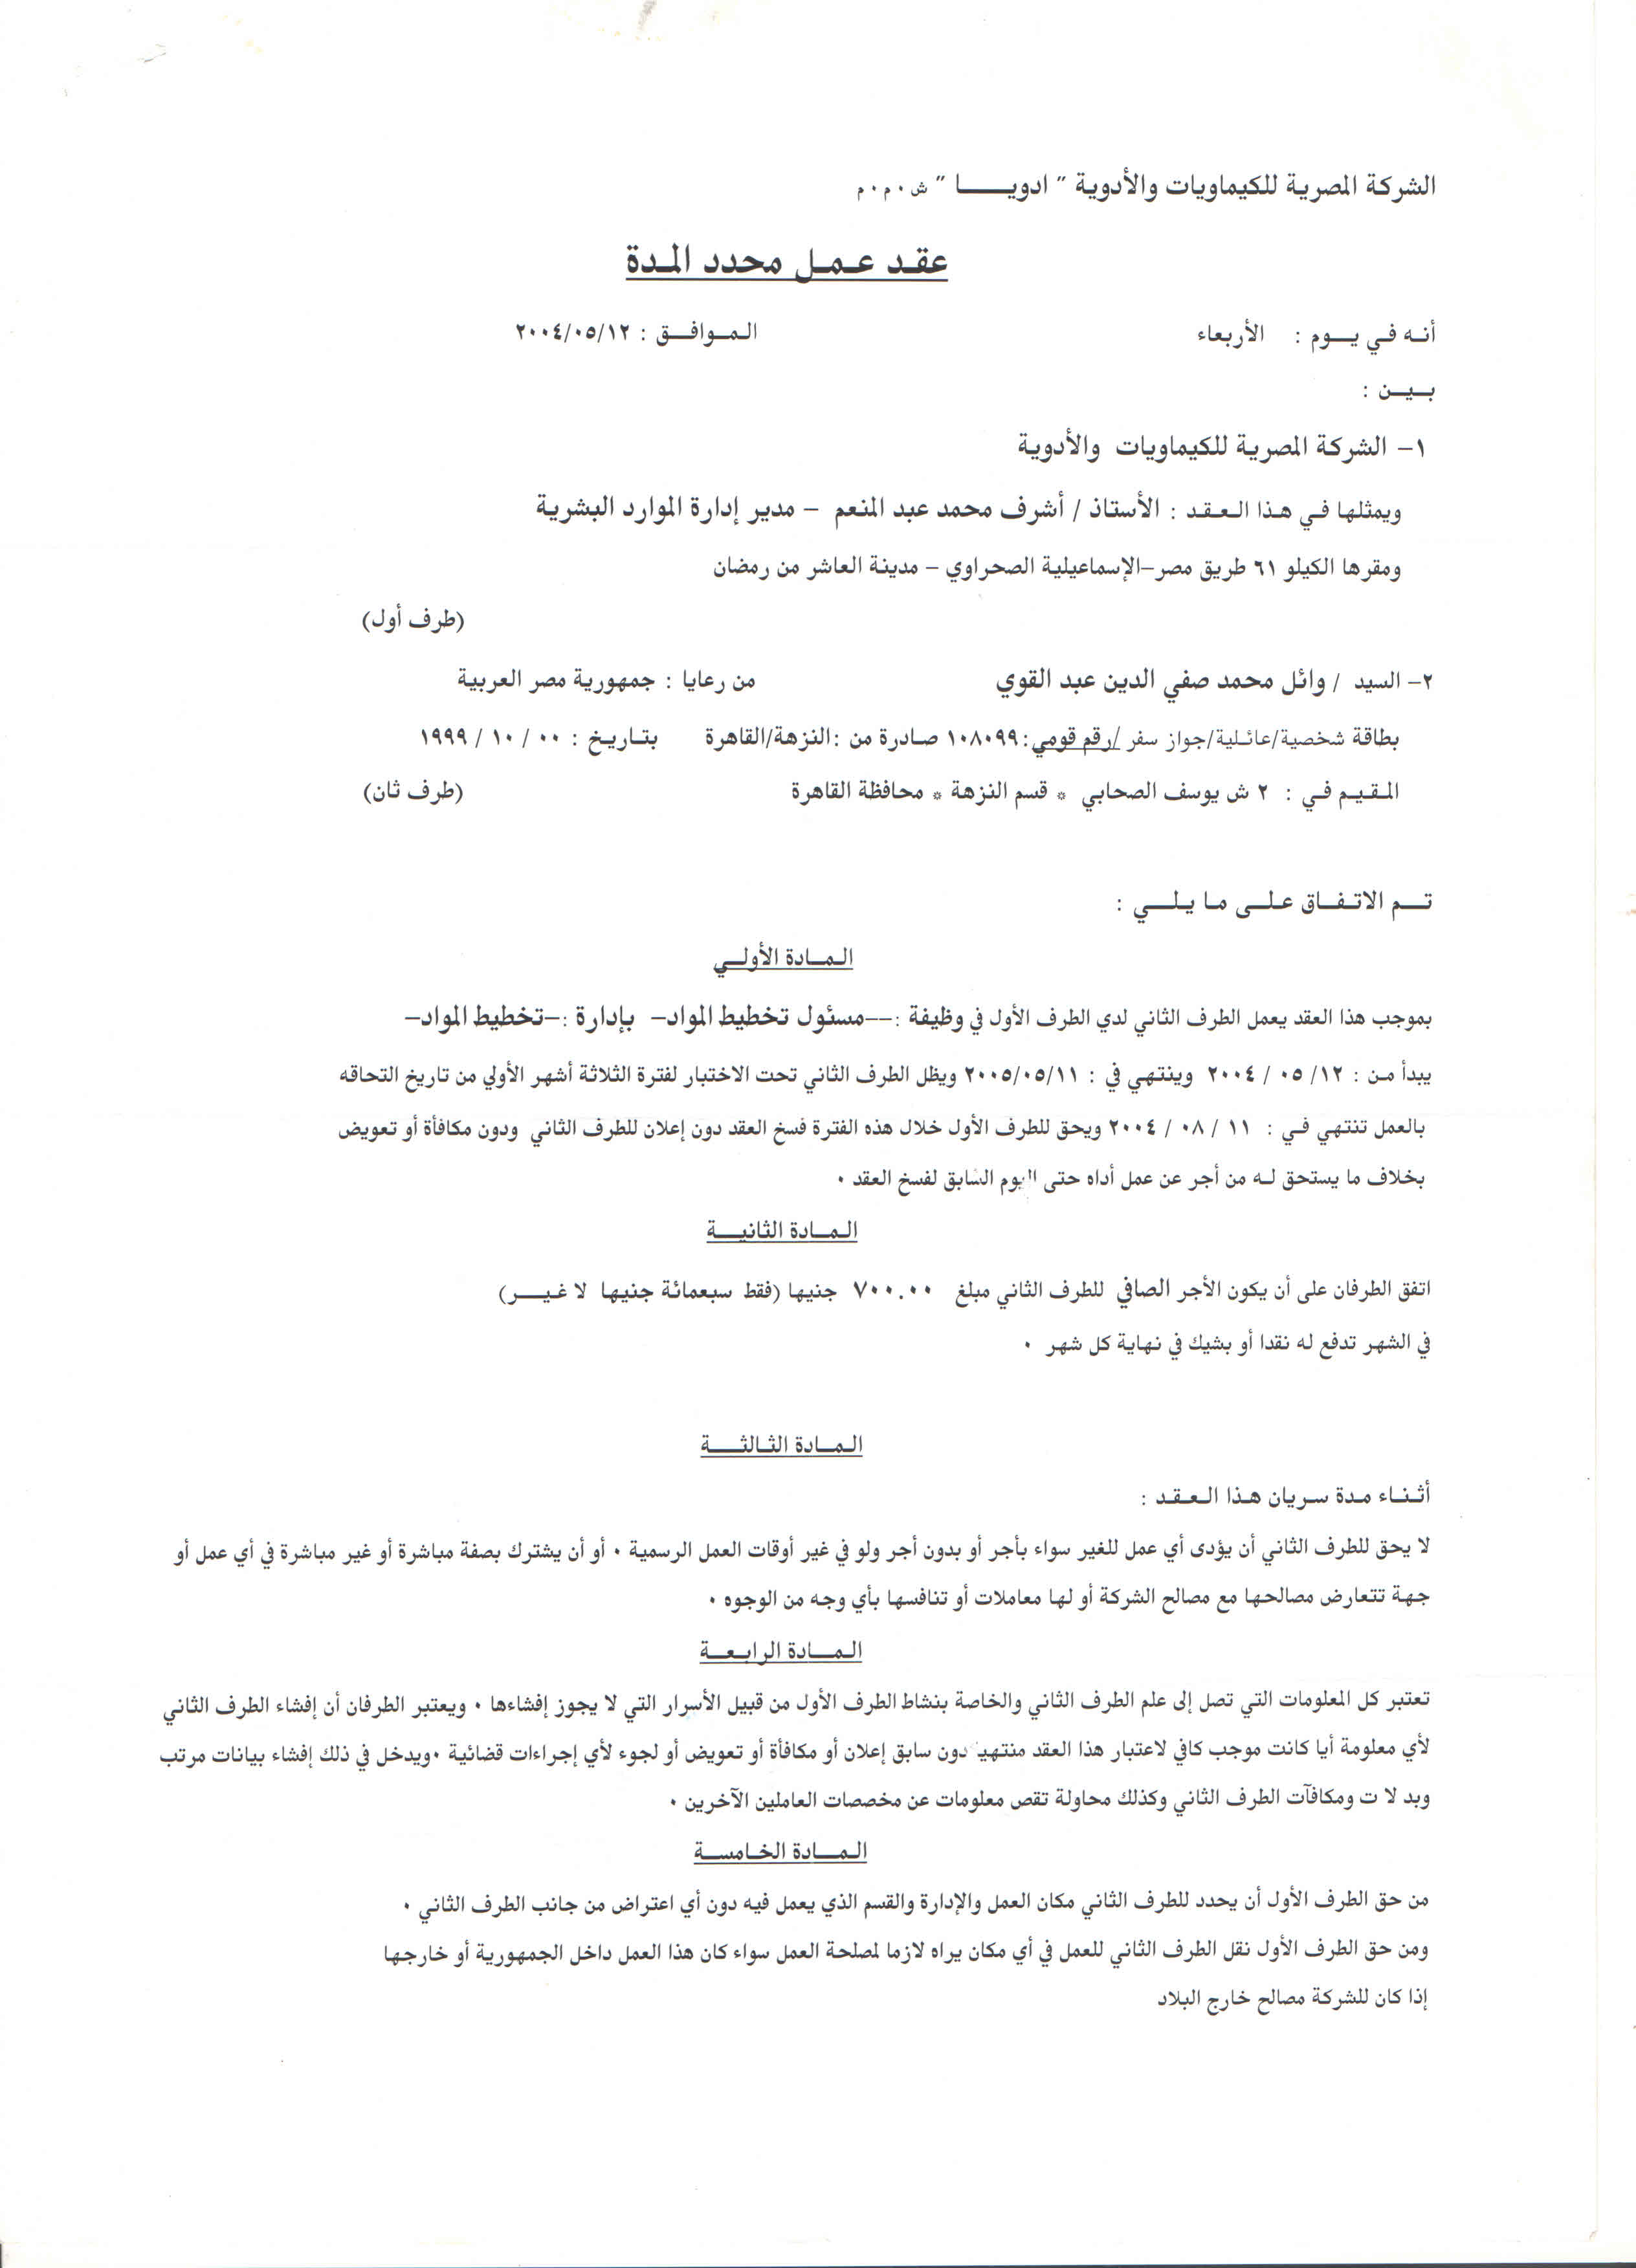 الشركة المصرية للكيماويات والأدوية " ادويـــا " ش٠م٠م
عقد عمل محدد المدة
أنه في يوم : الأربعاء الموافق : ٢٠٠٤/٠٥/١٢
بين :
١- الشركة المصرية للكيماويات والأدوية
ويمثلها في هذا العقد : الأستاذ / أشرف محمد عبد المنعم - مدير إدارة الموارد البشرية
ومقرها الكيلو ٦١ طريق مصر-الإسماعيلية الصحراوي - مدينة العاشر من رمضان
(طرف أول)
٢- السيد / وائل محمد صفي الدين عبد القوي من رعايا : جمهورية مصر العربية
بطاقة شخصية/عائلية/جواز سفر /رقم قومي: ١٠٨٠٩٩ صادرة من :النزهة/القاهرة بتاريخ : ٠٠ / ١٠ / ١٩٩٩
المقيم في : ٢ ش يوسف الصحابي * قسم النزهة * محافظة القاهرة (طرف ثان)
تم الاتفاق على ما يلي :
المادة الأولي
بموجب هذا العقد يعمل الطرف الثاني لدي الطرف الأول في وظيفة :--مسئول تخطيط المواد- بإدارة :-تخطيط المواد-
يبدأ من : ١٢/ ٠٥ / ٢٠٠٤ وينتهي في : ٢٠٠٥/٠٥/١١ ويظل الطرف الثاني تحت الاختبار لفترة الثلاثة أشهر الأولي من تاريخ التحاقه
بالعمل تنتهي في : ١١ / ٠٨ / ٢٠٠٤ ويحق للطرف الأول خلال هذه الفترة فسخ العقد دون إعلان للطرف الثاني ودون مكافأة أو تعويض
بخلاف ما يستحق له من أجر عن عمل أداه حتى اليوم السابق لفسخ العقد ٠
المادة الثانية
اتفق الطرفان على أن يكون الأجر الصافي للطرف الثاني مبلغ ٧٠٠.٠٠ جنيها (فقط سبعمائة جنيها لا غير)
في الشهر تدفع له نقدا أو بشيك في نهاية كل شهر ٠
المادة الثالثة
أثناء مدة سريان هذا العقد :
لا يحق للطرف الثاني أن يؤدى أي عمل للغير سواء بأجر أو بدون أجر ولو في غير أوقات العمل الرسمية ٠ أو أن يشترك بصفة مباشرة أو غير مباشرة في أي عمل أو
جهة تتعارض مصالحها مع مصالح الشركة أو لها معاملات أو تنافسها بأي وجه من الوجوه ٠
المادة الرابعة
تعتبر كل المعلومات التي تصل إلى علم الطرف الثاني والخاصة بنشاط الطرف الأول من قبيل الأسرار التي لا يجوز إفشاءها ٠ ويعتبر الطرفان أن إفشاء الطرف الثاني
لأي معلومة أيا كانت موجب كافي لاعتبار هذا العقد منتهيا دون سابق إعلان أو مكافأة أو تعويض أو لجوء لأي إجراءات قضائية ٠ويدخل في ذلك إفشاء بيانات مرتب
وبد لا ت ومكافآت الطرف الثاني وكذلك محاولة تقص معلومات عن مخصصات العاملين الآخرين ٠
المادة الخامسة
من حق الطرف الأول أن يحدد للطرف الثاني مكان العمل والإدارة والقسم الذي يعمل فيه دون أي اعتراض من جانب الطرف الثاني ٠
ومن حق الطرف الأول نقل الطرف الثاني للعمل في أي مكان يراه لازما لمصلحة العمل سواء كان هذا العمل داخل الجمهورية أو خارجها
إذا كان للشركة مصالح خارج البلاد